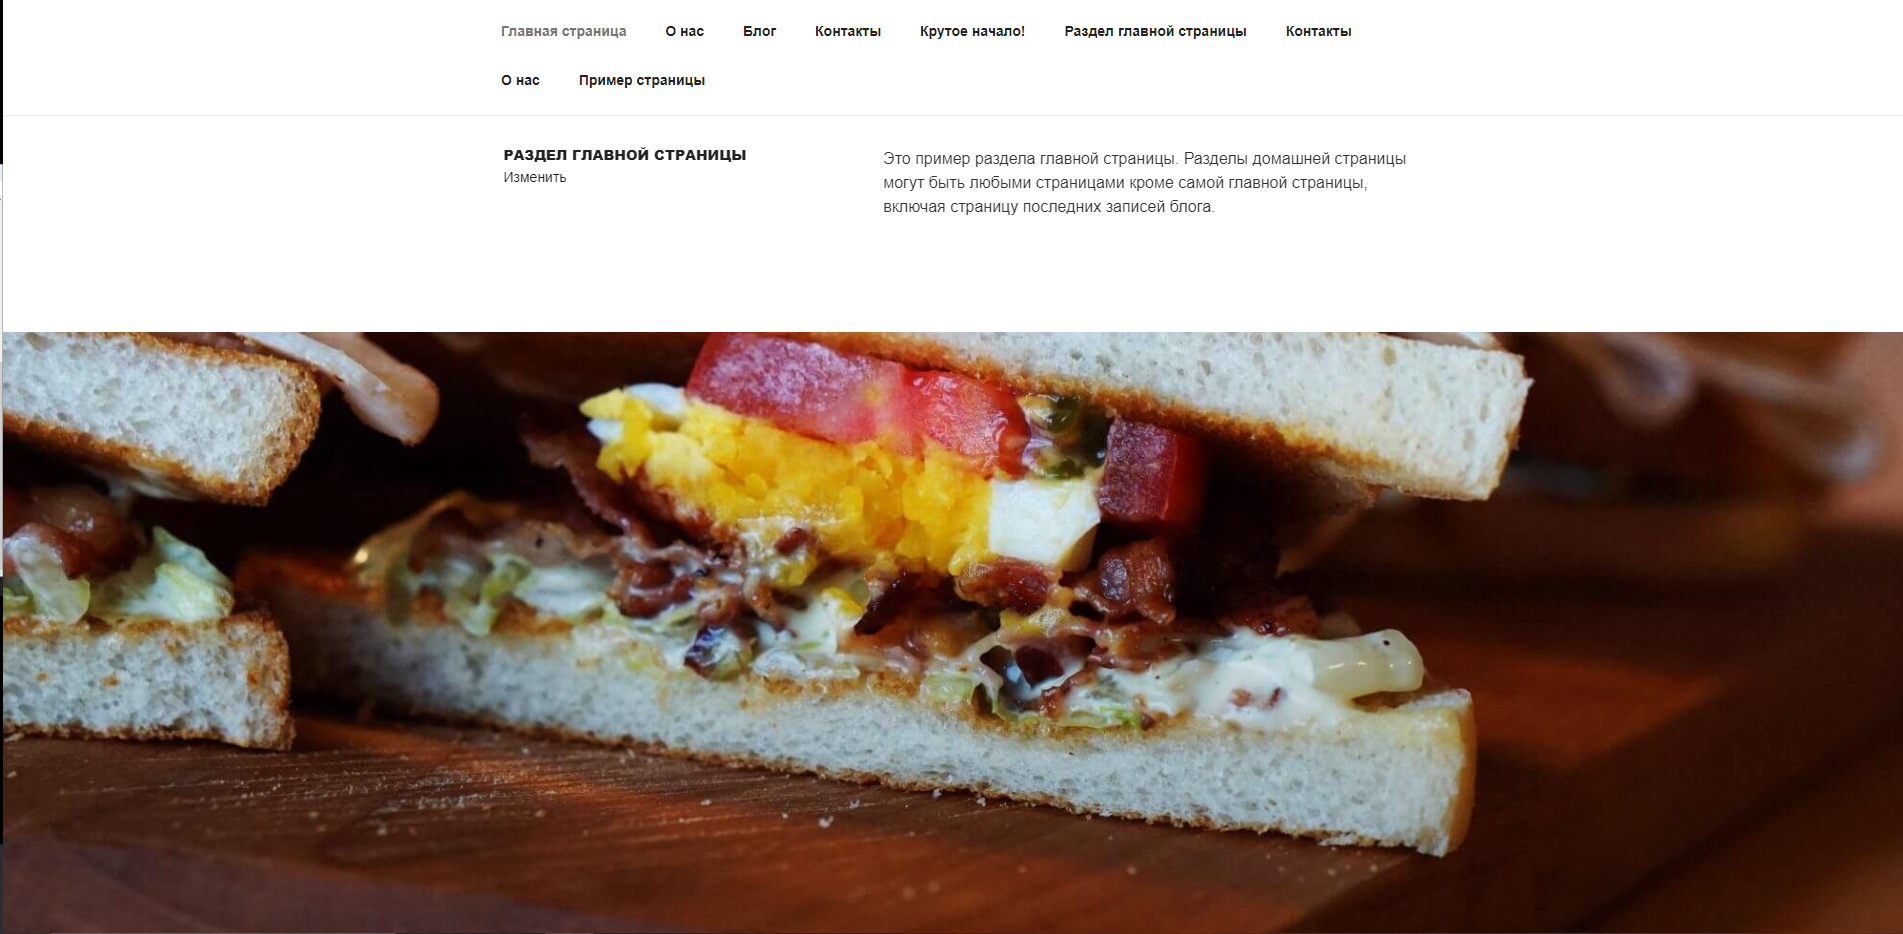 Главная страница О нас Блог Контакты Крутое начало! Раздел главной страницы Контакты
О нас Пример страницы
РАЗДЕЛ ГЛАВНОЙ СТРАНИЦЫ
Изменить
Это пример раздела главной страницы. Разделы домашней страницы
могут быть любыми страницами кроме самой главной страницы,
включая страницу последних записей блога.